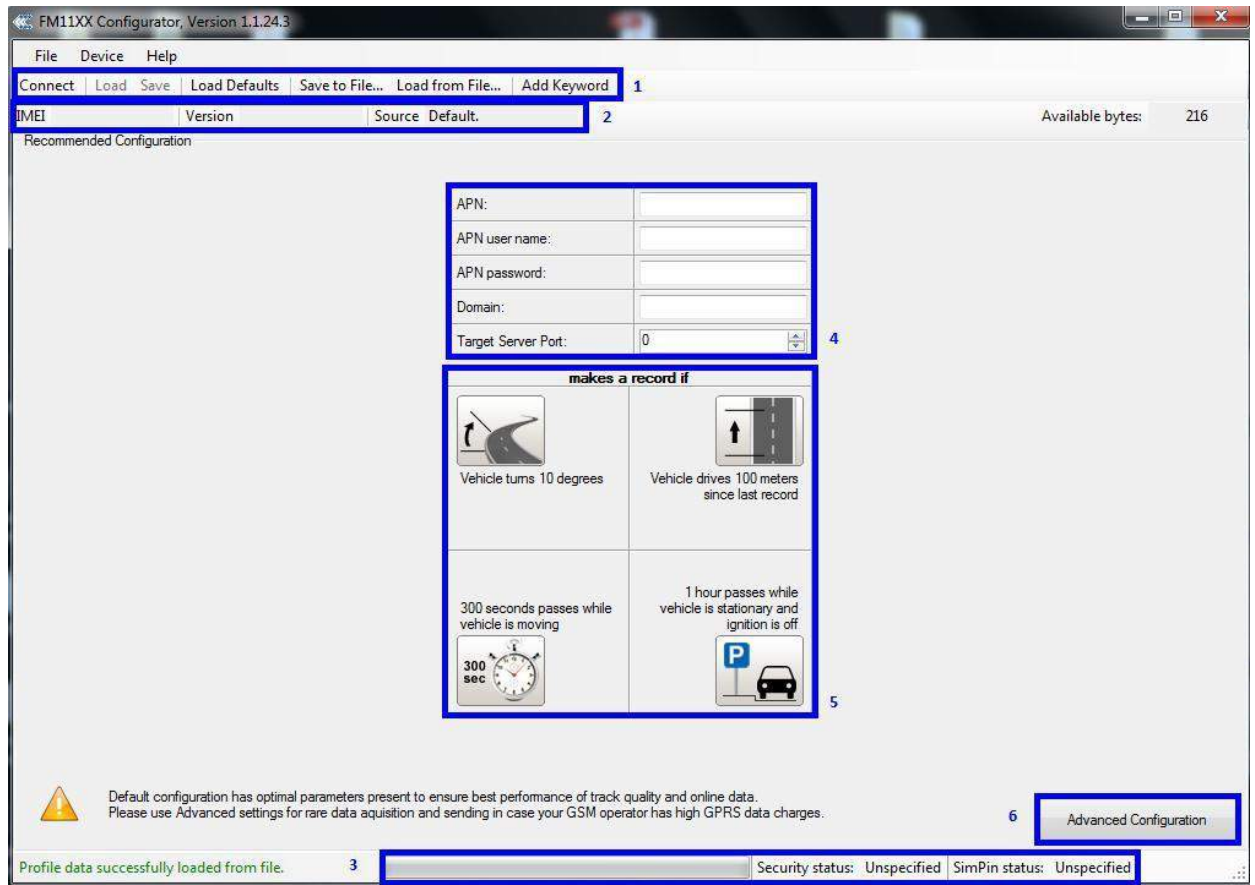 FM11XX Configurator, Version 1.1.24.3
File Device Help
Connect Load Save Load Defaults Save to File... Load from File... Add Keyword 1
IMEI Version Source Default. 2 Available bytes: 216
Recommended Configuration
APN:
APN user name:
APN password:
Domain:
Target Server Port: 0 4
makes a record if
Vehicle turns 10 degrees
Vehicle drives 100 meters
since last record
300 seconds passes while
vehicle is moving
300
sec
1 hour passes while
vehicle is stationary and
ignition is off
P
5
Default configuration has optimal parameters present to ensure best performance of track quality and online data.
Please use Advanced settings for rare data aquisition and sending in case your GSM operator has high GPRS data charges.
6 Advanced Configuration
Profile data successfully loaded from file. 3 Security status: Unspecified SimPin status: Unspecified